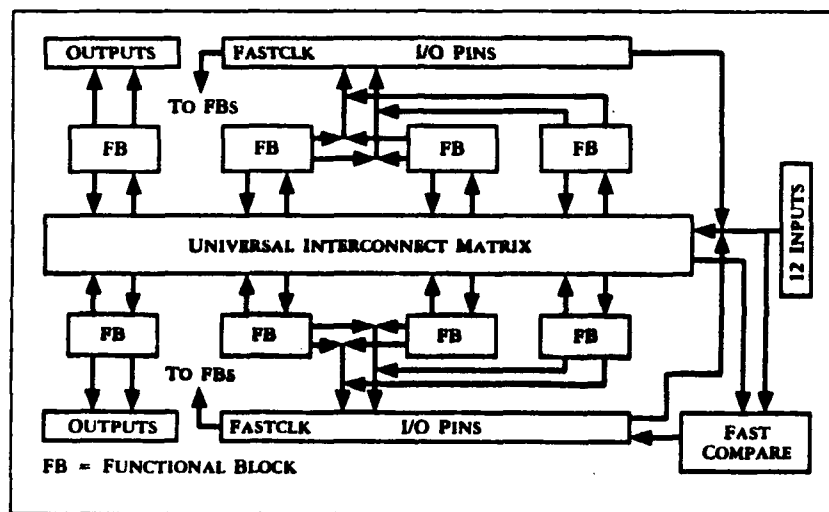 OUTPUTS
FASTCLK I/O PINS
TO FBS
FB FB FB FB
UNIVERSAL INTERCONNECT MATRIX
12 INPUTS
FB FB FB FB
TO FBS
OUTPUTS
FASTCLK I/O PINS
FAST
COMPARE
FB = FUNCTIONAL BLOCK